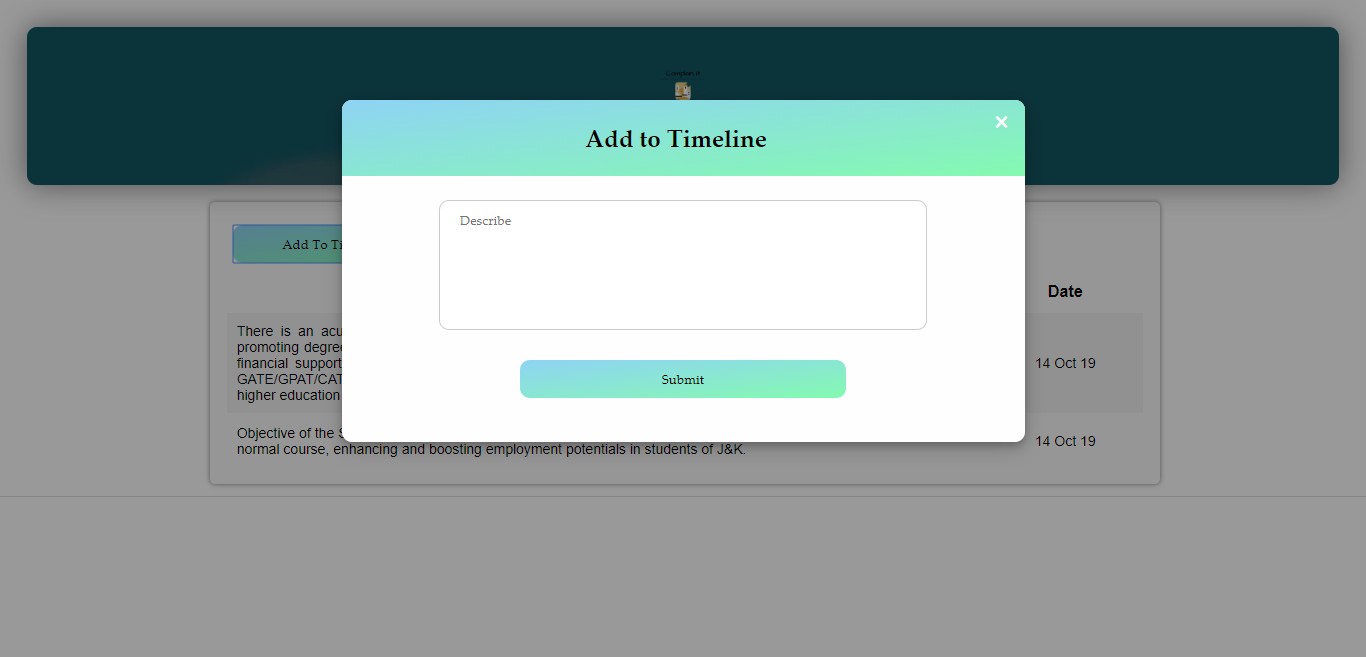 Add to Timeline
×
Describe
Submit
Add To Ti
Date
There is an acu
promoting degree
financial support
GATE/GPAT/CAT
higher education
14 Oct 19
Objective of the
normal course, enhancing and boosting employment potentials in students of J&K.
14 Oct 19